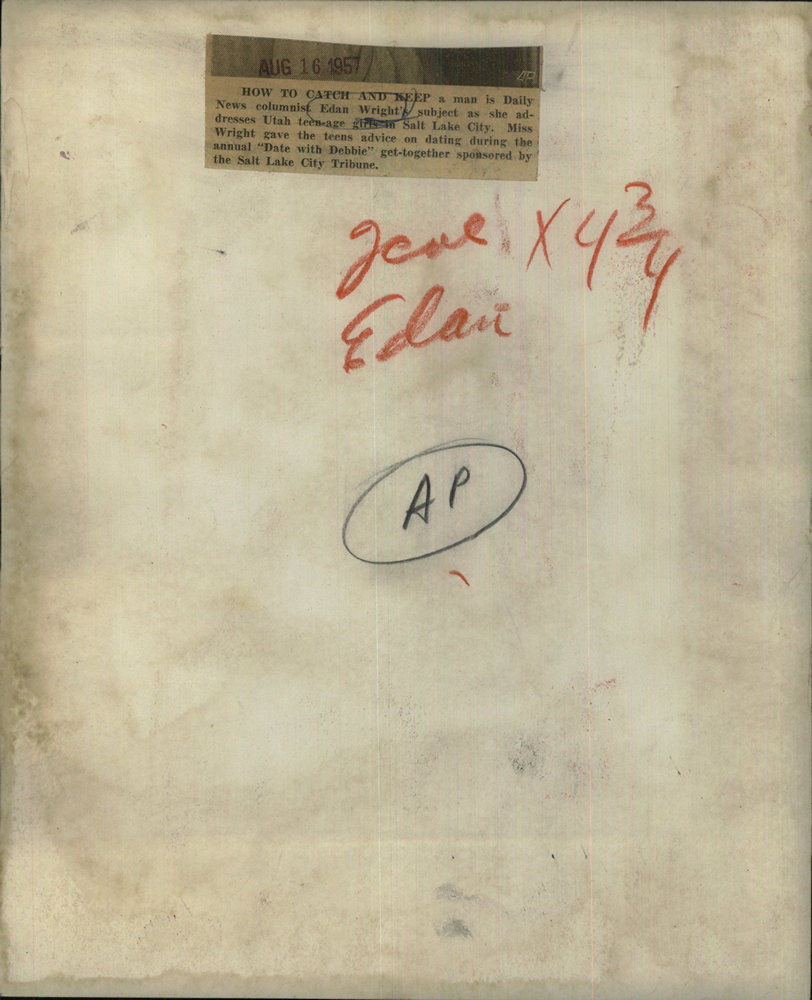 AUG 16 1957
HOW TO CATCH AND KEEP a man is Daily
News columnist Edan Wright's subject as she ad-
dresses Utah teen-age girls in Salt Lake City. Miss
Wright gave the teens advice on dating during the
annual "Date with Debbie" get-together sponsored by
the Salt Lake City Tribune.
X 4 3/4
Edan
AP